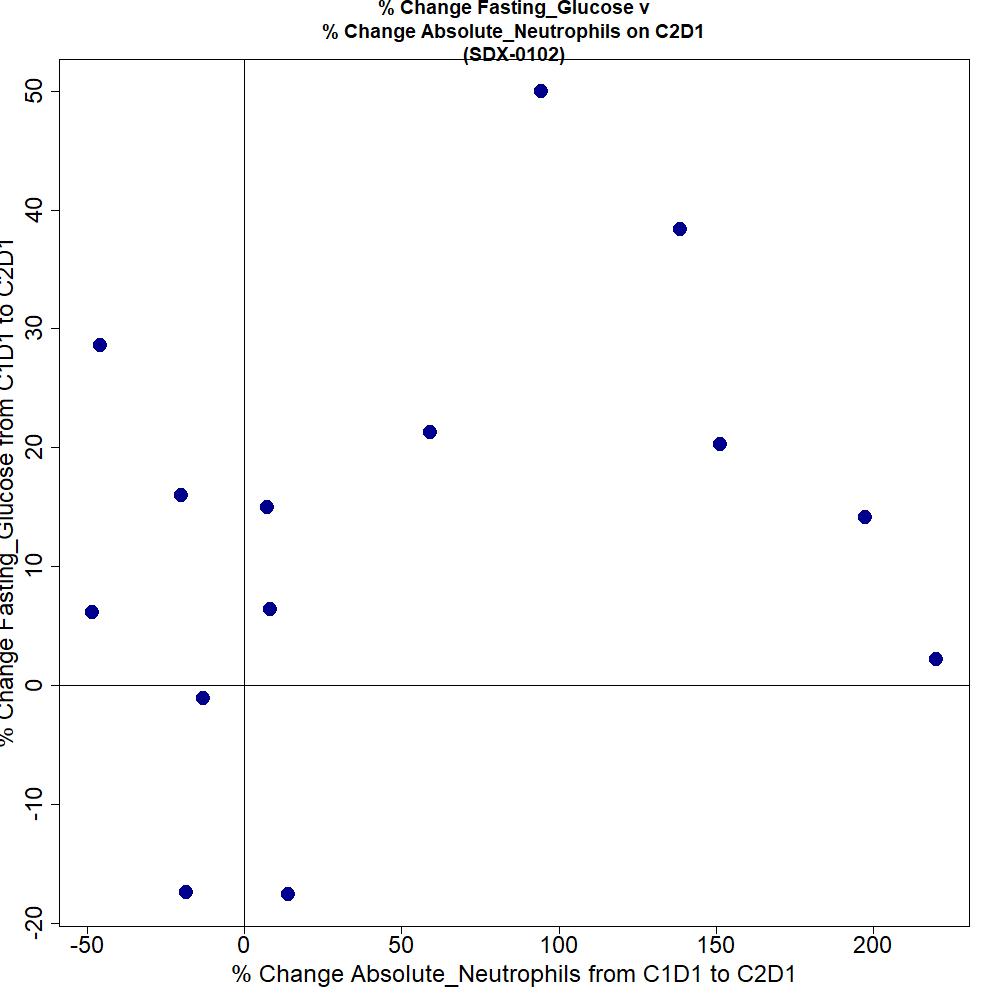 % Change Fasting_Glucose v
% Change Absolute_Neutrophils on C2D1
(SDX-0102)
% Change Fasting_Glucose from C1D1 to C2D1
50
40
30
20
10
0
-10
-20
-50
0
50
100
150
200
% Change Absolute_Neutrophils from C1D1 to C2D1